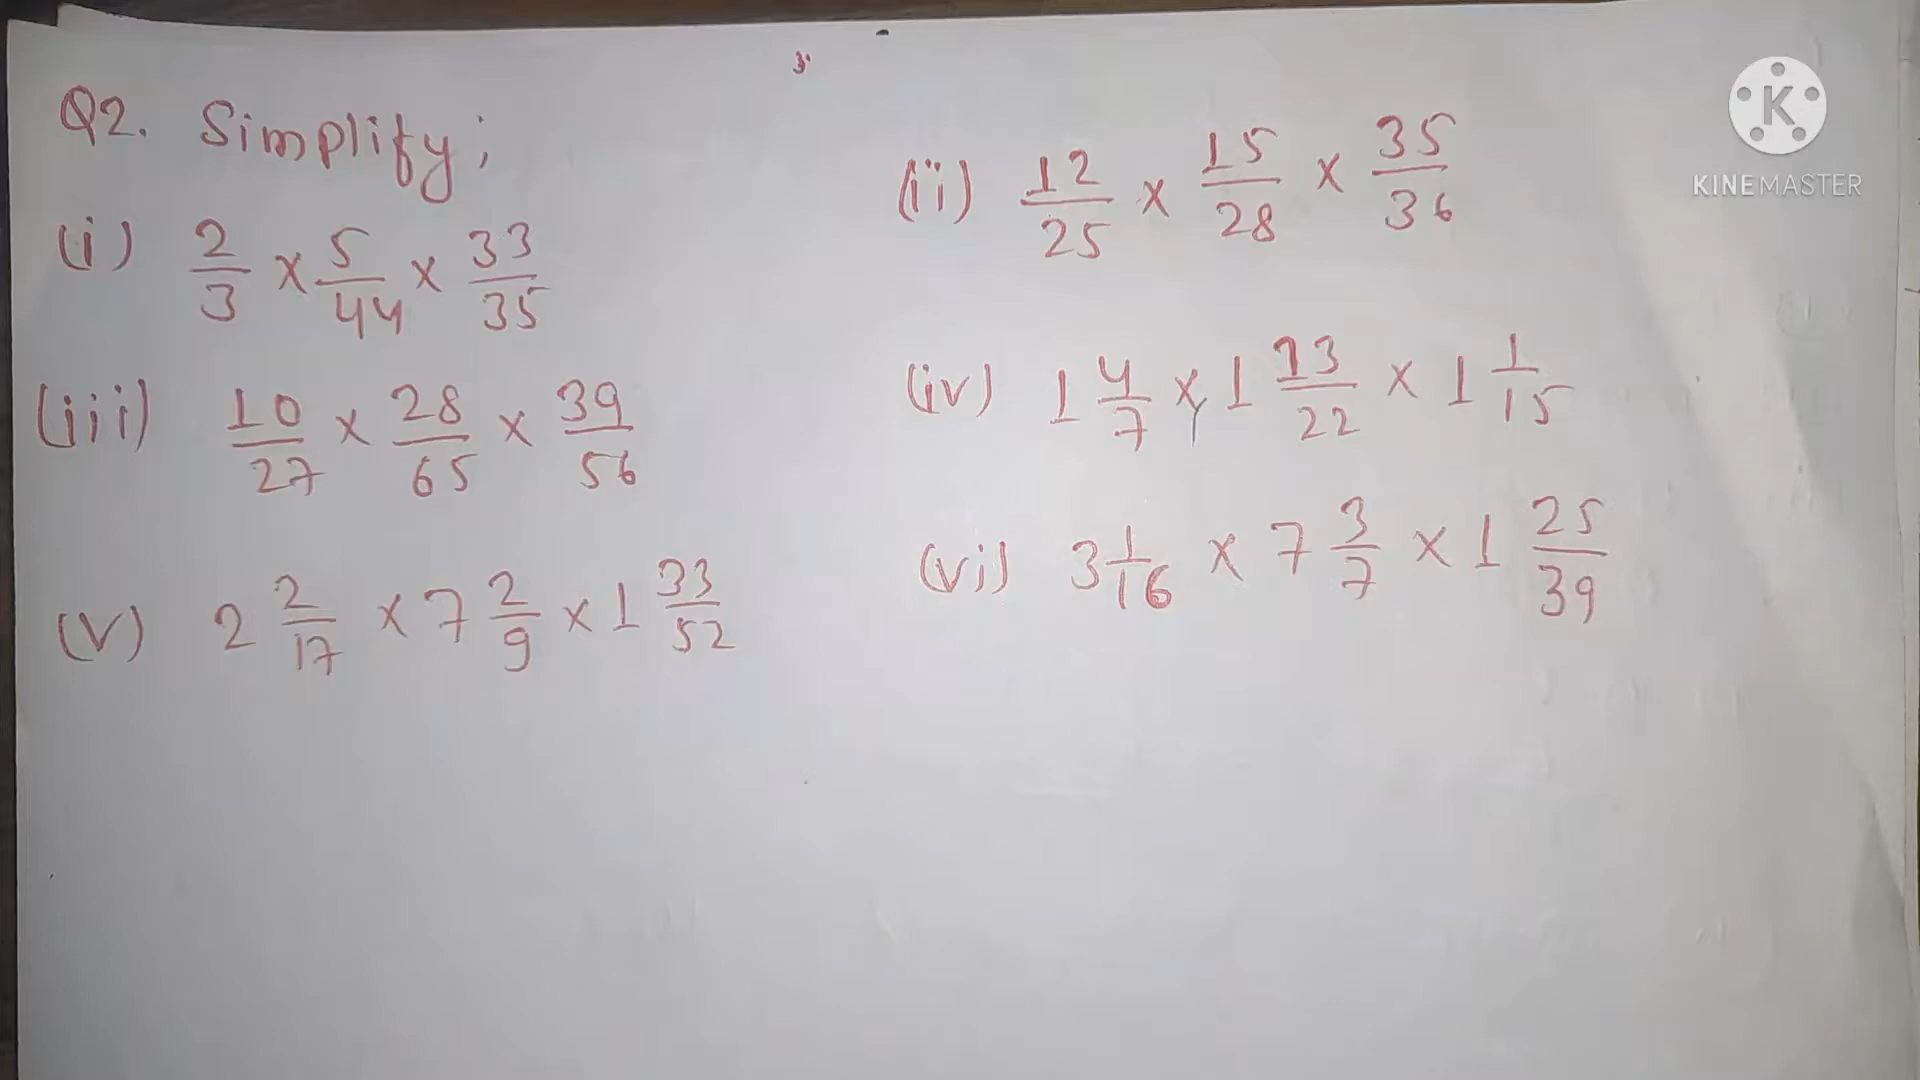 Q2. Simplify;
(i) 2/3 × 5/44 × 33/35
(ii) 12/25 × 15/28 × 35/36
(iii) 10/27 × 28/65 × 39/56
(iv) 1 4/7 × 1 13/22 × 1 1/15
(v) 2 2/17 × 7 2/9 × 1 33/52
(vi) 3 1/16 × 7 3/7 × 1 25/39
K
KINEMASTER